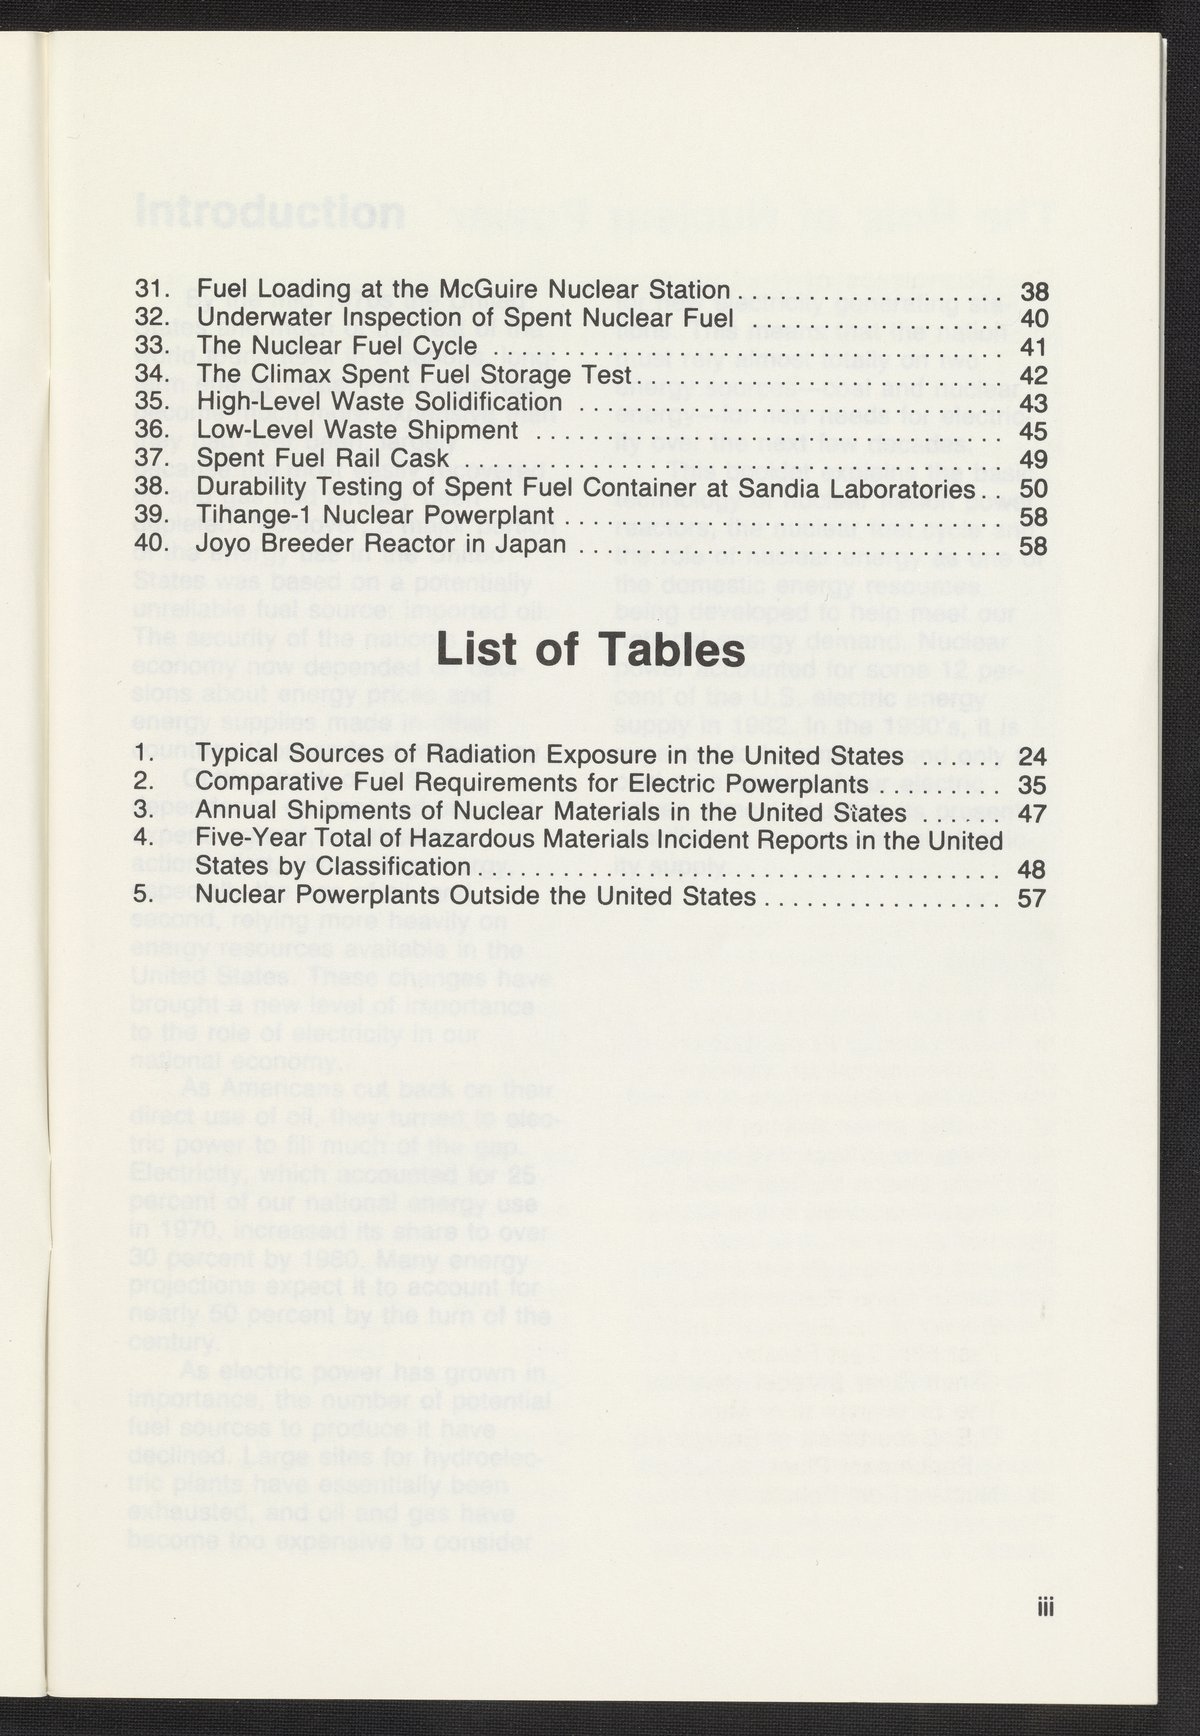 31. Fuel Loading at the McGuire Nuclear Station . . . . . . . . . . . . . . . . . . . 38
32. Underwater Inspection of Spent Nuclear Fuel . . . . . . . . . . . . . . . . . . . 40
33. The Nuclear Fuel Cycle . . . . . . . . . . . . . . . . . . . . . . . . . . . . . . . . . . . . . 41
34. The Climax Spent Fuel Storage Test . . . . . . . . . . . . . . . . . . . . . . . . . . 42
35. High-Level Waste Solidification . . . . . . . . . . . . . . . . . . . . . . . . . . . . . . 43
36. Low-Level Waste Shipment . . . . . . . . . . . . . . . . . . . . . . . . . . . . . . . . . 45
37. Spent Fuel Rail Cask . . . . . . . . . . . . . . . . . . . . . . . . . . . . . . . . . . . . . . 49
38. Durability Testing of Spent Fuel Container at Sandia Laboratories . . 50
39. Tihange-1 Nuclear Powerplant . . . . . . . . . . . . . . . . . . . . . . . . . . . . . . . 58
40. Joyo Breeder Reactor in Japan . . . . . . . . . . . . . . . . . . . . . . . . . . . . . . 58
List of Tables
1. Typical Sources of Radiation Exposure in the United States . . . . . . . 24
2. Comparative Fuel Requirements for Electric Powerplants . . . . . . . . . . 35
3. Annual Shipments of Nuclear Materials in the United States . . . . . . . 47
4. Five-Year Total of Hazardous Materials Incident Reports in the United
States by Classification . . . . . . . . . . . . . . . . . . . . . . . . . . . . . . . . . . . . . 48
5. Nuclear Powerplants Outside the United States . . . . . . . . . . . . . . . . . 57
iii